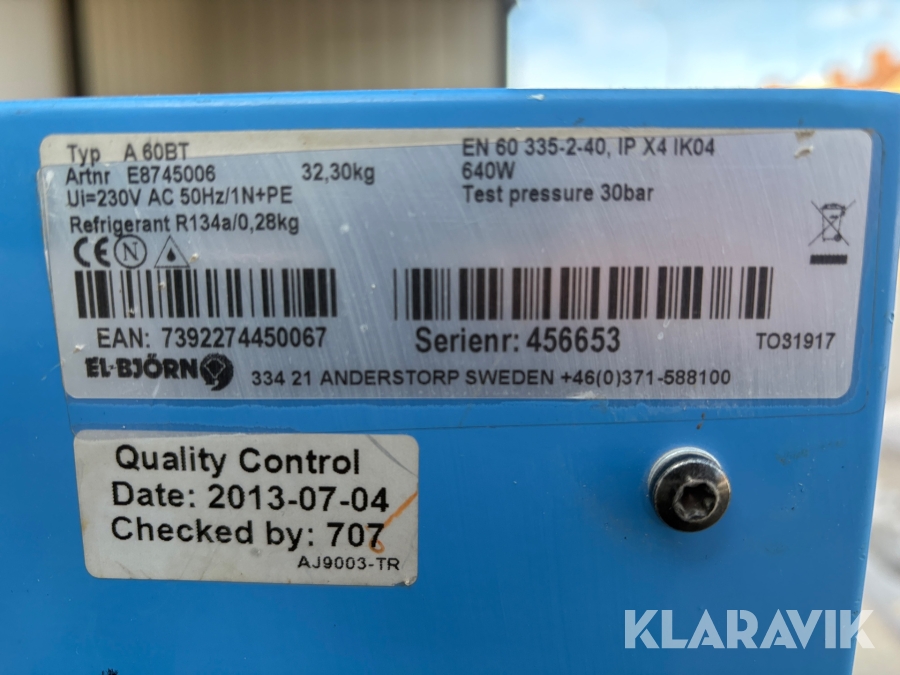 Typ A 60BT
Artnr E8745006 32,30kg
Ui=230V AC 50Hz/1N+PE
Refrigerant R134a/0,28kg
EN 60 335-2-40, IP X4 IK04
640W
Test pressure 30bar
CE N
EAN: 7392274450067
Serienr: 456653
TO31917
EL-BJÖRN
334 21 ANDERSTORP SWEDEN +46(0)371-588100
Quality Control
Date: 2013-07-04
Checked by: 707
AJ9003-TR
KLARAVIK